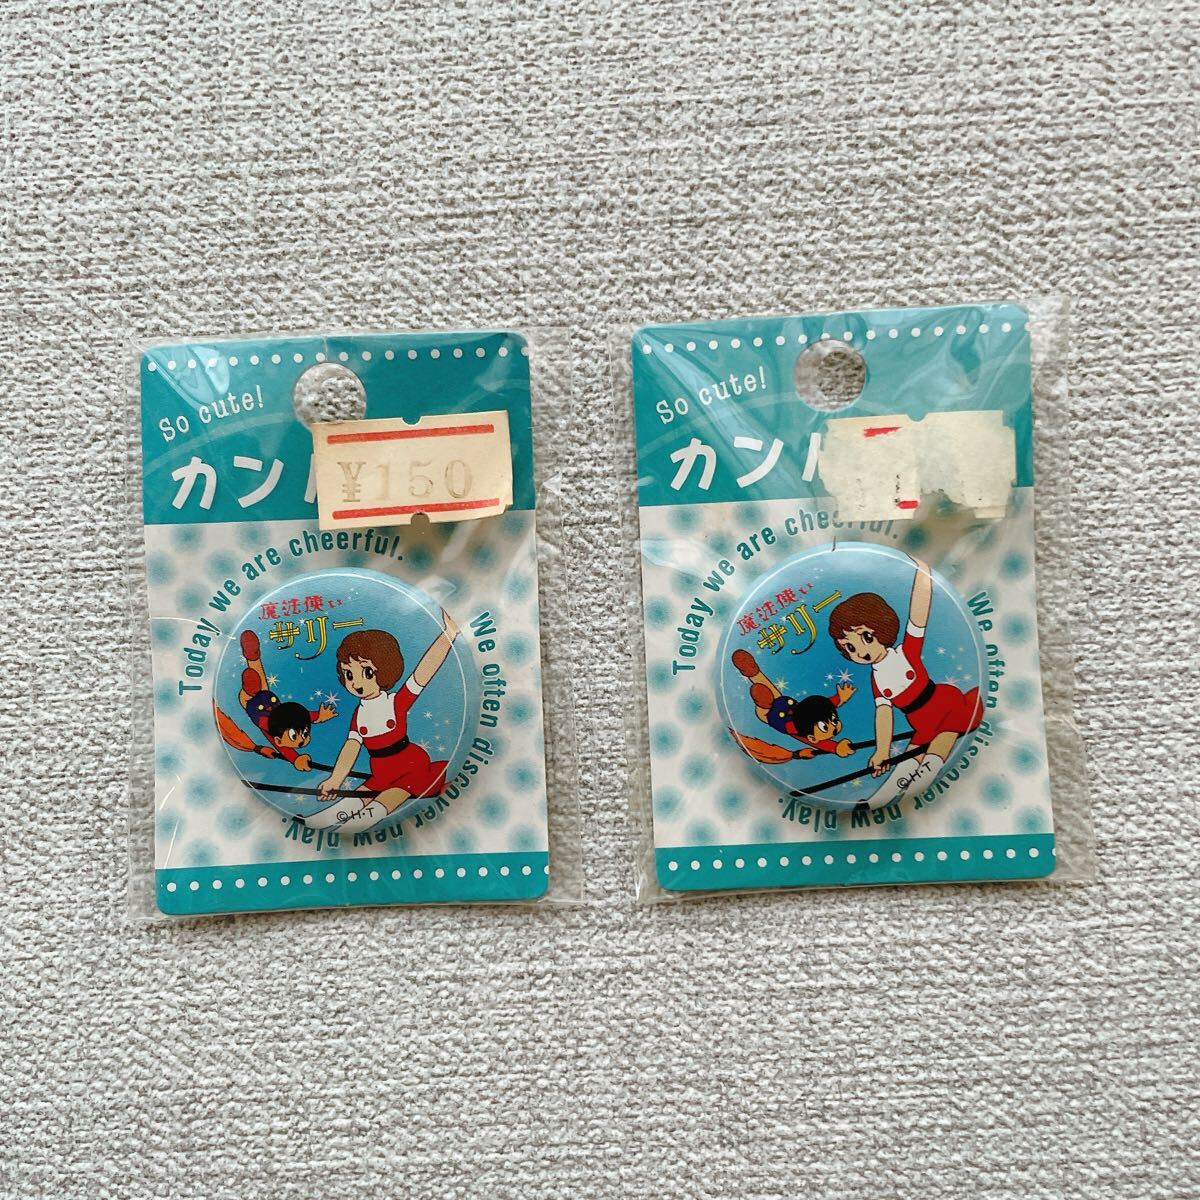 So cute!
カン
¥150
Today we are cheerful.
We often discover new play.
魔法使い
サリー
©H・T
So cute!
カン
Today we are cheerful.
We often discover new play.
魔法使い
サリー
©H・T